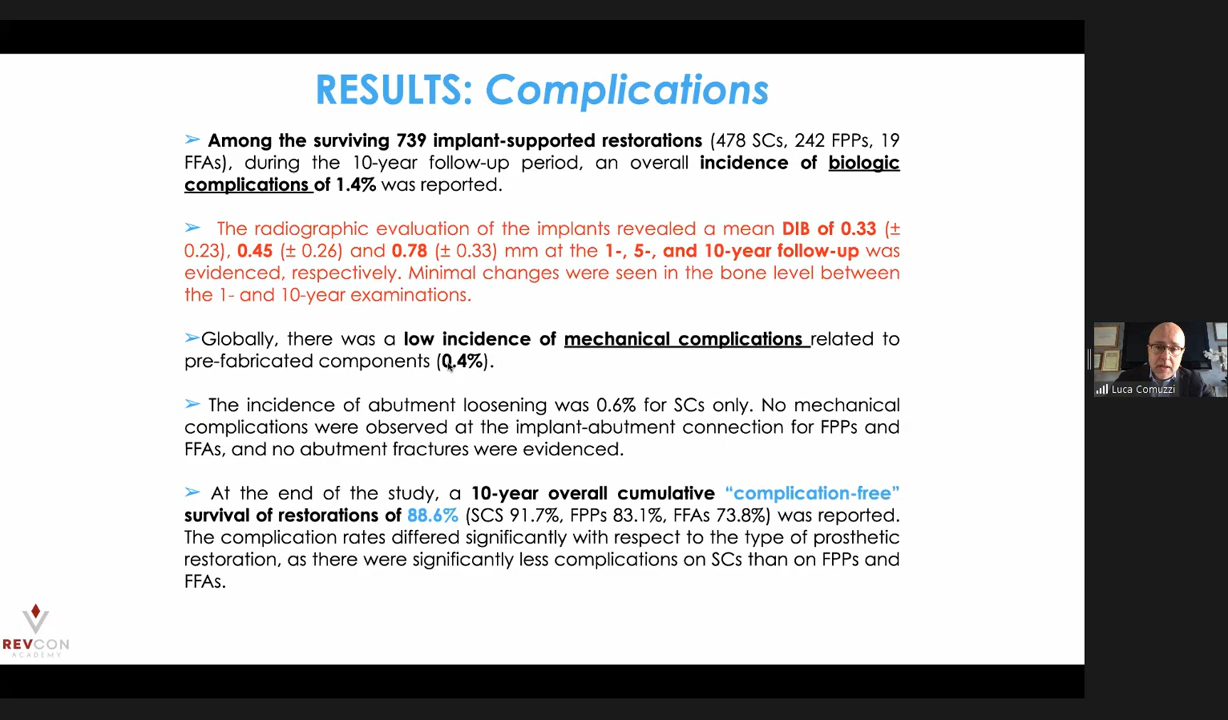 RESULTS: Complications
➢ Among the surviving 739 implant-supported restorations (478 SCs, 242 FPPs, 19
FFAs), during the 10-year follow-up period, an overall incidence of biologic
complications of 1.4% was reported.
➢ The radiographic evaluation of the implants revealed a mean DIB of 0.33 (±
0.23), 0.45 (± 0.26) and 0.78 (± 0.33) mm at the 1-, 5-, and 10-year follow-up was
evidenced, respectively. Minimal changes were seen in the bone level between
the 1- and 10-year examinations.
➢Globally, there was a low incidence of mechanical complications related to
pre-fabricated components (0.4%).
➢ The incidence of abutment loosening was 0.6% for SCs only. No mechanical
complications were observed at the implant-abutment connection for FPPs and
FFAs, and no abutment fractures were evidenced.
➢ At the end of the study, a 10-year overall cumulative “complication-free”
survival of restorations of 88.6% (SCS 91.7%, FPPs 83.1%, FFAs 73.8%) was reported.
The complication rates differed significantly with respect to the type of prosthetic
restoration, as there were significantly less complications on SCs than on FPPs and
FFAs.
REVCON
ACADEMY
Luca Comuzzi